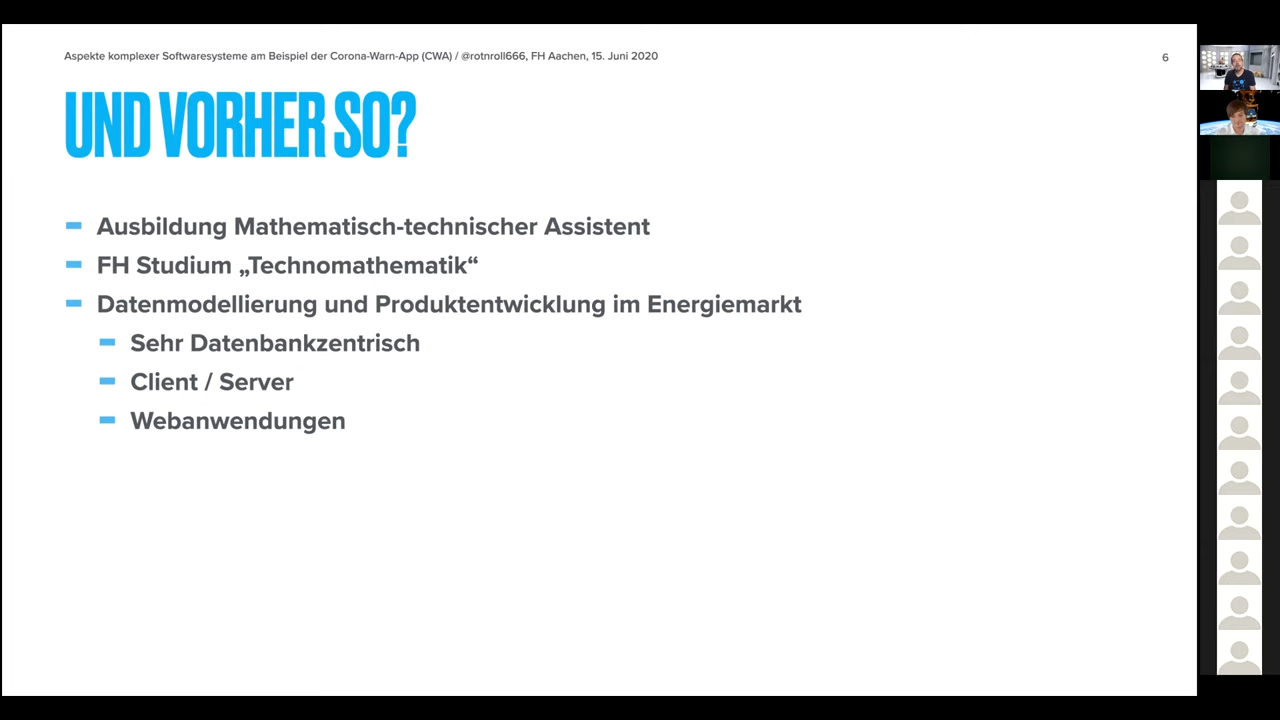 Aspekte komplexer Softwaresysteme am Beispiel der Corona-Warn-App (CWA) / @rotnroll666, FH Aachen, 15. Juni 2020
6
UND VORHER SO?
Ausbildung Mathematisch-technischer Assistent
FH Studium „Technomathematik“
Datenmodellierung und Produktentwicklung im Energiemarkt
Sehr Datenbankzentrisch
Client / Server
Webanwendungen